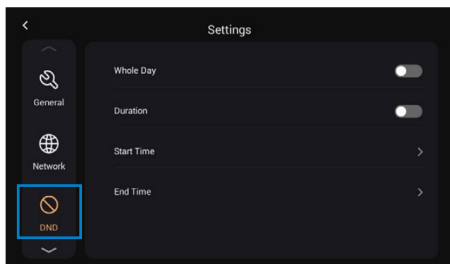 Settings
General
Network
DND
Whole Day
Duration
Start Time
End Time